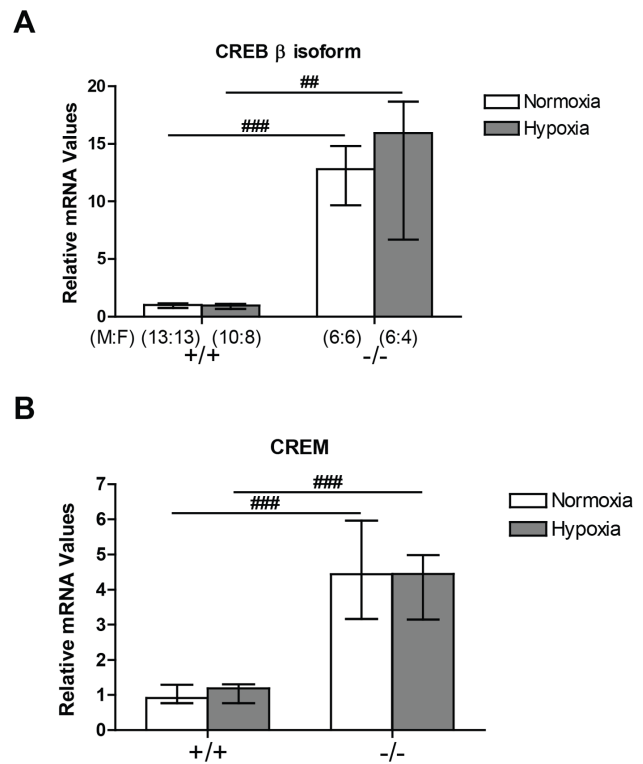 A
CREB β isoform
Relative mRNA Values
20
15
10
5
0
##
###
Normoxia
Hypoxia
(M:F) (13:13) (10:8) (6:6) (6:4)
+/+ -/-
B
CREM
Relative mRNA Values
7
6
5
4
3
2
1
0
###
###
Normoxia
Hypoxia
+/+ -/-